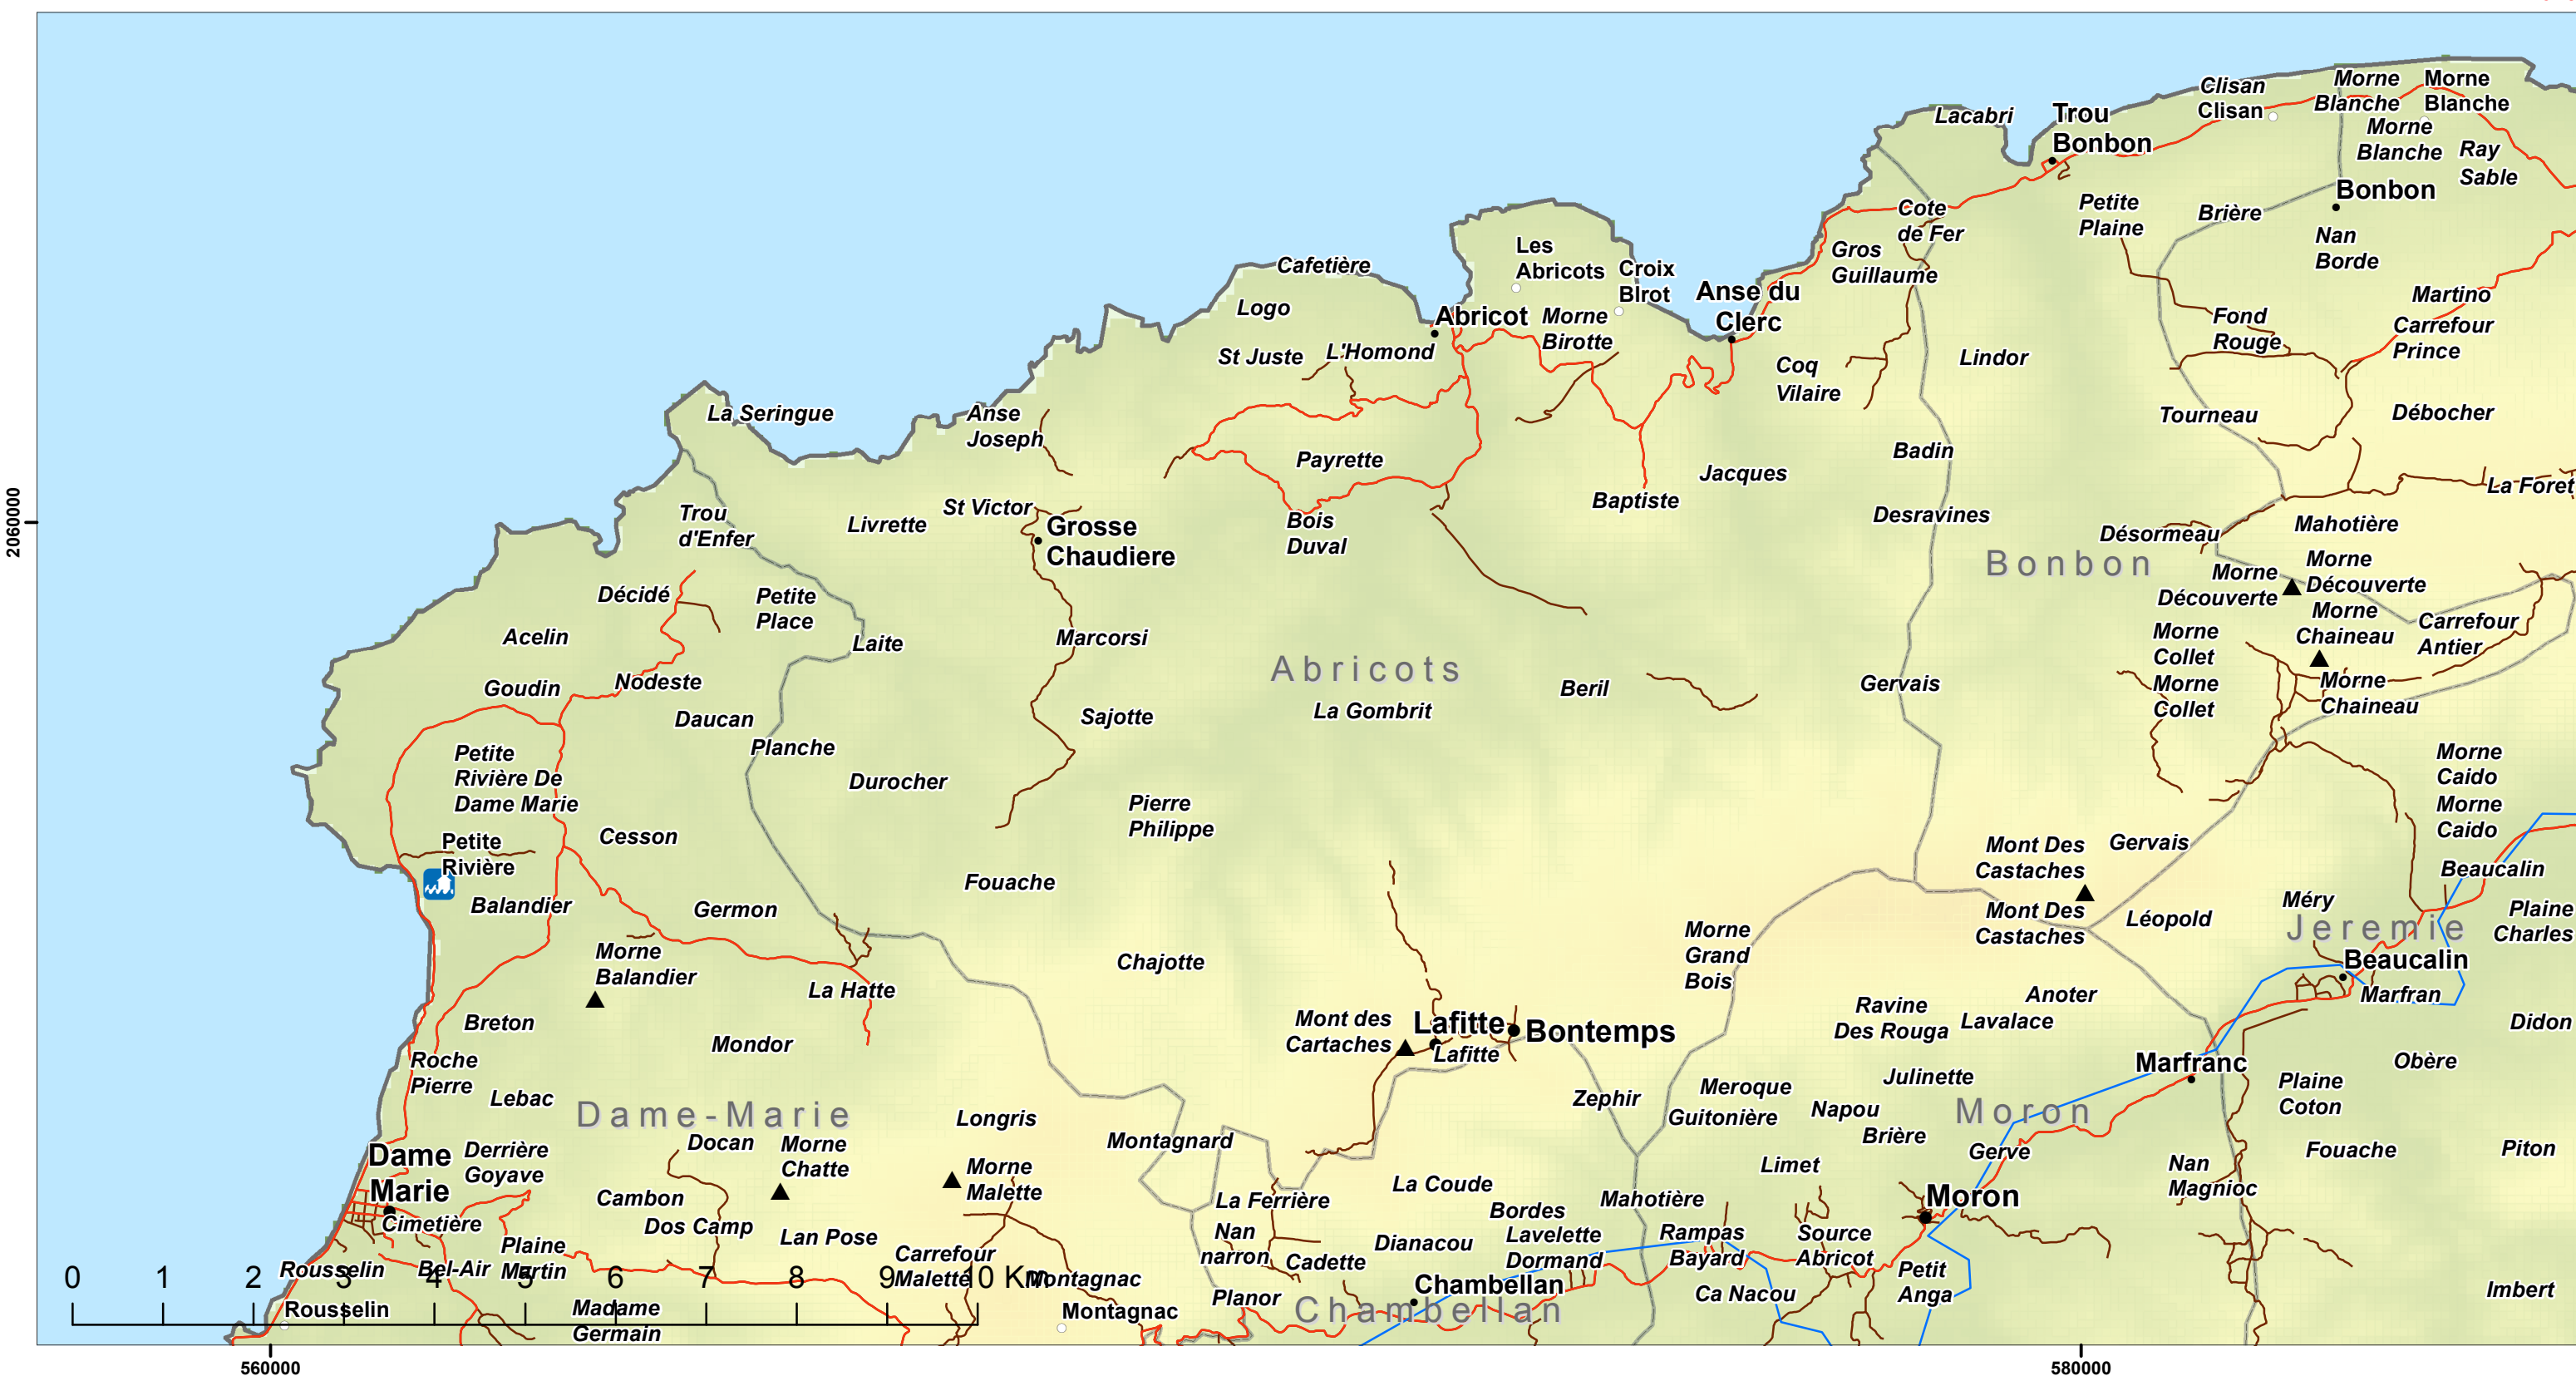 Clisan
Clisan
Morne
Blanche
Morne
Blanche
Morne
Blanche
Ray
Sable
Lacabri
Trou
Bonbon
Bonbon
Petite
Plaine
Brière
Nan
Borde
Cote
de Fer
Gros
Guillaume
Les
Abricots
Croix
BIrot
Anse du
Clerc
Cafetière
Logo
Abricot
Morne
Birotte
St Juste
L'Homond
Coq
Vilaire
Lindor
Fond
Rouge
Martino
Carrefour
Prince
Tourneau
Débocher
La Seringue
Anse
Joseph
Payrette
Badin
Jacques
Baptiste
La Foret
2060000
Trou
d'Enfer
Livrette
St Victor
Grosse
Chaudiere
Bois
Duval
Desravines
Désormeau
Mahotière
Bonbon
Morne
Découverte
Morne
Découverte
Morne
Chaineau
Carrefour
Antier
Décidé
Petite
Place
Acelin
Laite
Marcorsi
Morne
Collet
Morne
Collet
Morne
Chaineau
Abricots
La Gombrit
Beril
Gervais
Goudin
Nodeste
Daucan
Sajotte
Planche
Durocher
Petite
Rivière De
Dame Marie
Morne
Caido
Morne
Caido
Pierre
Philippe
Cesson
Petite
Rivière
Mont Des
Castaches
Gervais
Beaucalin
Fouache
Balandier
Germon
Mont Des
Castaches
Léopold
Méry
Plaine
Charles
Jeremie
Beaucalin
Marfran
Morne
Grand
Bois
Morne
Balandier
Chajotte
La Hatte
Anoter
Ravine
Des Rouga
Lavalace
Didon
Breton
Mont des
Cartaches
Lafitte
Lafitte
Bontemps
Mondor
Roche
Pierre
Marfranc
Obère
Lebac
Julinette
Meroque
Zephir
Guitonière
Napou
Brière
Plaine
Coton
Dame-Marie
Moron
Longris
Montagnard
Docan
Morne
Chatte
Derrière
Goyave
Dame
Marie
Gerve
Fouache
Piton
Limet
Nan
Magnioc
Morne
Malette
La Coude
La Ferrière
Mahotière
Moron
Cambon
Cimetière
Dos Camp
Lan Pose
Bordes
Lavelette
Dormand
Nan
narron
Dianacou
Cadette
Rampas
Bayard
Source
Abricot
Plaine
Martin
Carrefour
Malette
Rousselin
Bel-Air
Montagnac
Montagnac
Planor
Chambellan
Chambellan
Ca Nacou
Petit
Anga
Imbert
0 1 2 3 4 5 6 7 8 9 10 Km
Rousselin
Madame
Germain
560000
580000